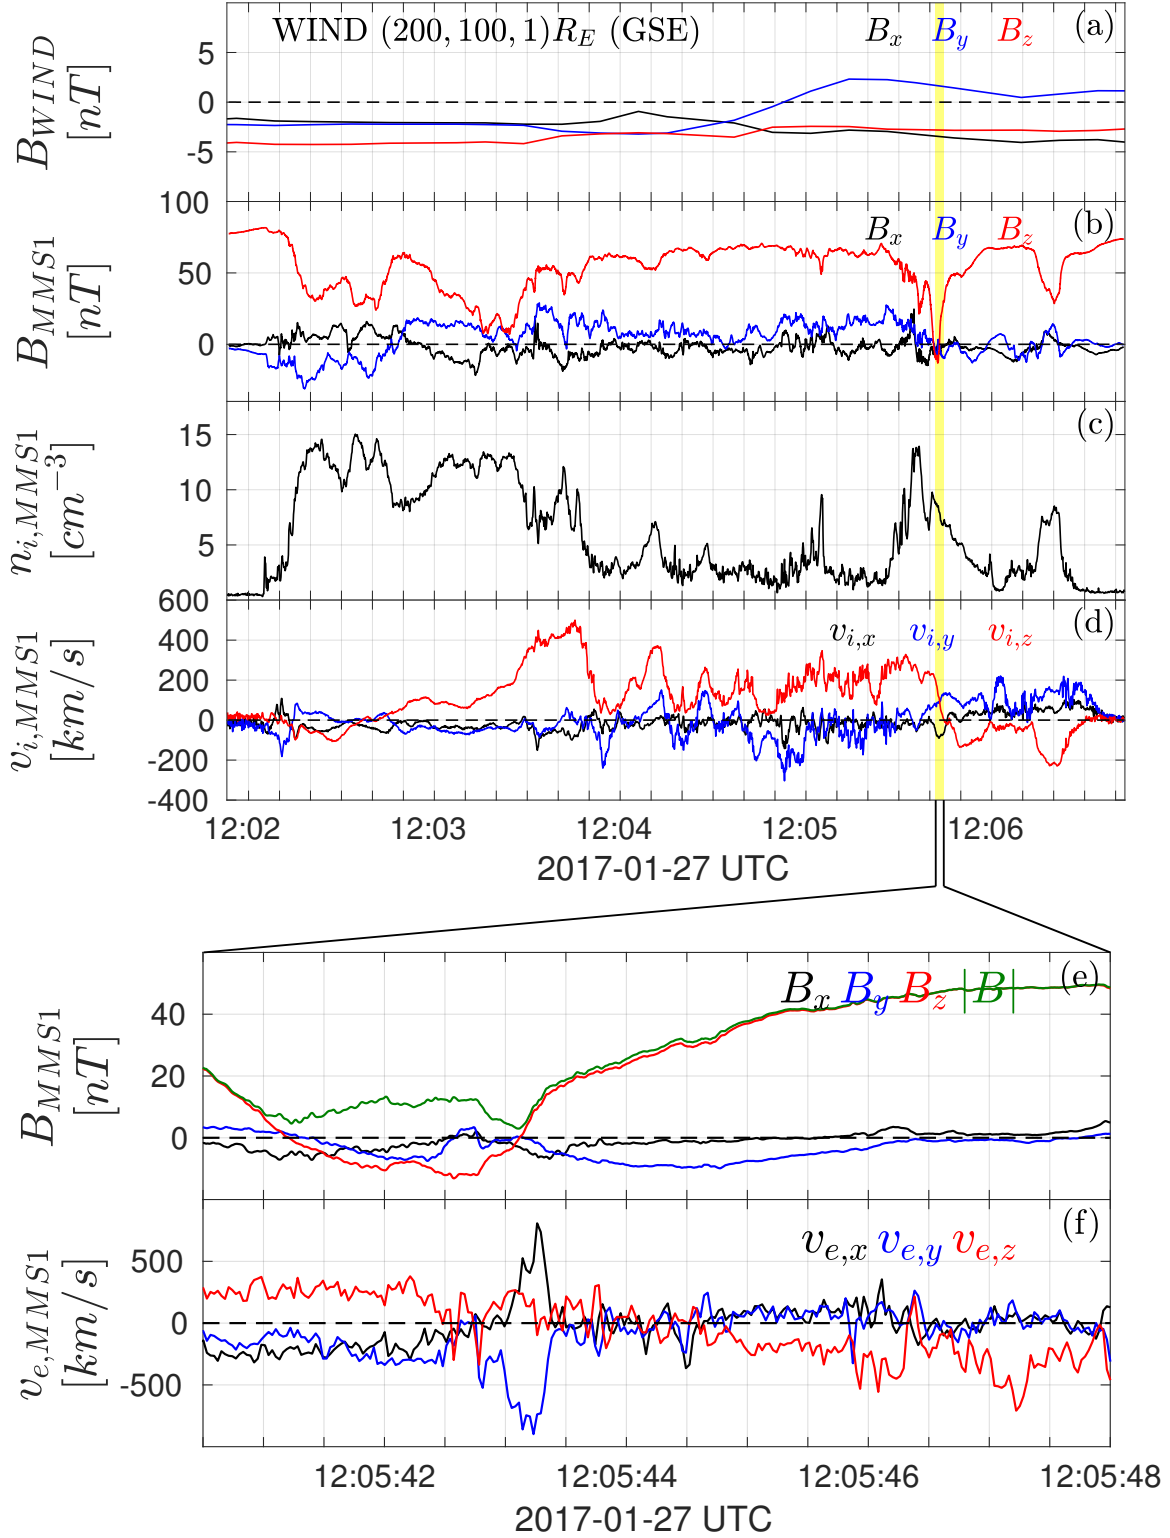 WIND (200, 100, 1)R_E (GSE) B_x B_y B_z (a)
B_WIND [nT]
5
0
-5
B_x B_y B_z (b)
B_MMS1 [nT]
100
50
0
(c)
n_i,MMS1 [cm^-3]
15
10
5
v_i,x v_i,y v_i,z (d)
v_i,MMS1 [km/s]
600
400
200
0
-200
-400
12:02 12:03 12:04 12:05 12:06
2017-01-27 UTC
B_x B_y B_z |B| (e)
B_MMS1 [nT]
40
20
0
v_e,x v_e,y v_e,z (f)
v_e,MMS1 [km/s]
500
0
-500
12:05:42 12:05:44 12:05:46 12:05:48
2017-01-27 UTC